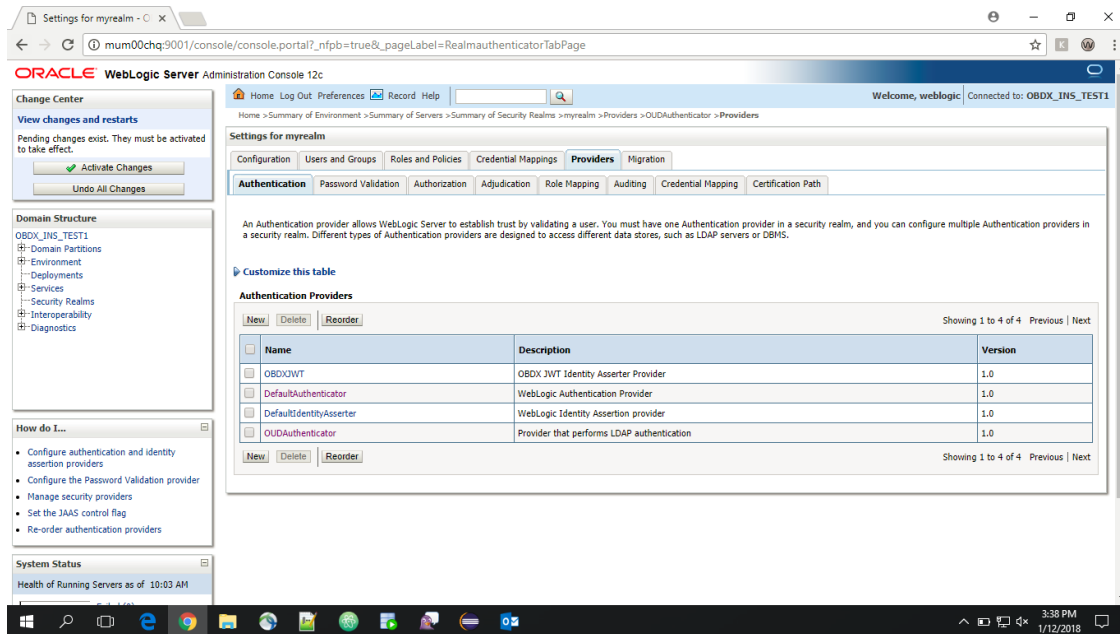 Settings for myrealm - O
mum00chq:9001/console/console.portal?_nfpb=true&_pageLabel=RealmauthenticatorTabPage
K
ORACLE WebLogic Server Administration Console 12c
Change Center
View changes and restarts
Pending changes exist. They must be activated
to take effect.
Activate Changes
Undo All Changes
Domain Structure
OBDX_INS_TEST1
Domain Partitions
Environment
Deployments
Services
Security Realms
Interoperability
Diagnostics
How do I...
Configure authentication and identity
assertion providers
Configure the Password Validation provider
Manage security providers
Set the JAAS control flag
Re-order authentication providers
System Status
Health of Running Servers as of 10:03 AM
Home Log Out Preferences Record Help
Welcome, weblogic Connected to: OBDX_INS_TEST1
Home >Summary of Environment >Summary of Servers >Summary of Security Realms >myrealm >Providers >OUDAuthenticator >Providers
Settings for myrealm
Configuration Users and Groups Roles and Policies Credential Mappings Providers Migration
Authentication Password Validation Authorization Adjudication Role Mapping Auditing Credential Mapping Certification Path
An Authentication provider allows WebLogic Server to establish trust by validating a user. You must have one Authentication provider in a security realm, and you can configure multiple Authentication providers in
a security realm. Different types of Authentication providers are designed to access different data stores, such as LDAP servers or DBMS.
Customize this table
Authentication Providers
New Delete Reorder Showing 1 to 4 of 4 Previous | Next
Name Description Version
OBDXJWT OBDX JWT Identity Asserter Provider 1.0
DefaultAuthenticator WebLogic Authentication Provider 1.0
DefaultIdentityAsserter WebLogic Identity Assertion provider 1.0
OUDAuthenticator Provider that performs LDAP authentication 1.0
New Delete Reorder Showing 1 to 4 of 4 Previous | Next
3:38 PM
1/12/2018